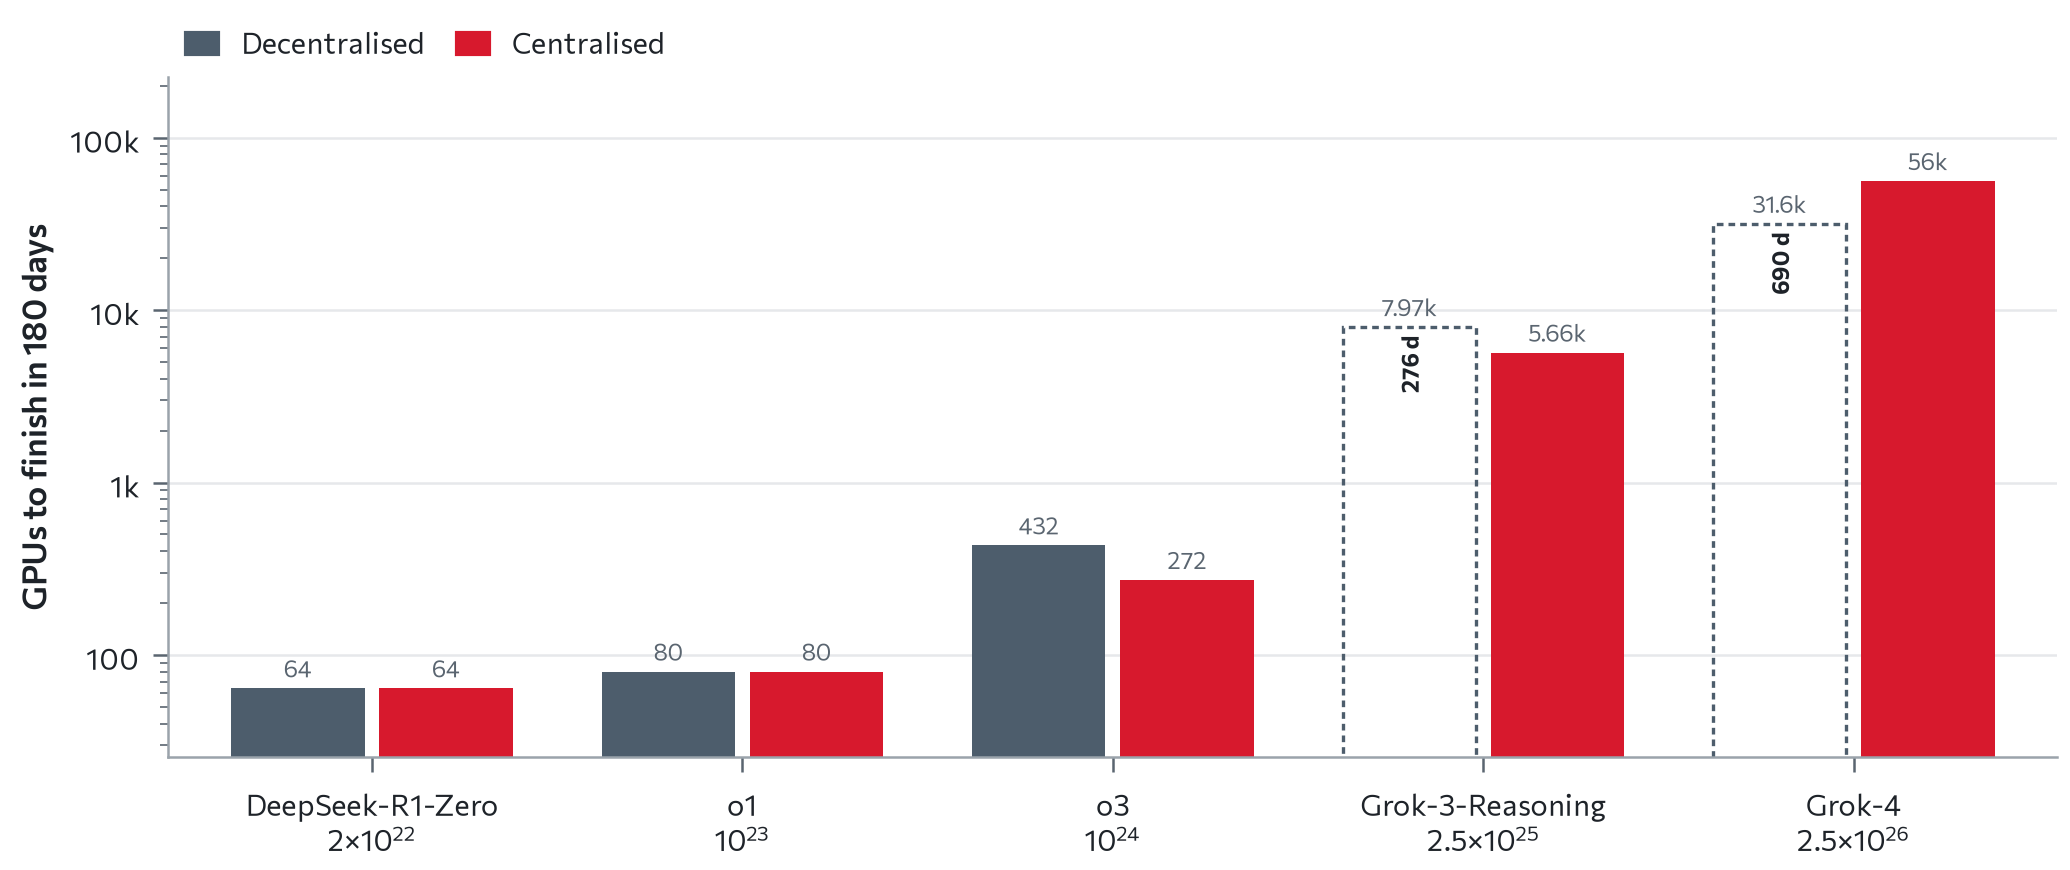 Decentralised Centralised
GPUs to finish in 180 days
100k
10k
1k
100
64
64
80
80
432
272
7.97k
276 d
5.66k
31.6k
690 d
56k
DeepSeek-R1-Zero
2×10²²
o1
10²³
o3
10²⁴
Grok-3-Reasoning
2.5×10²⁵
Grok-4
2.5×10²⁶